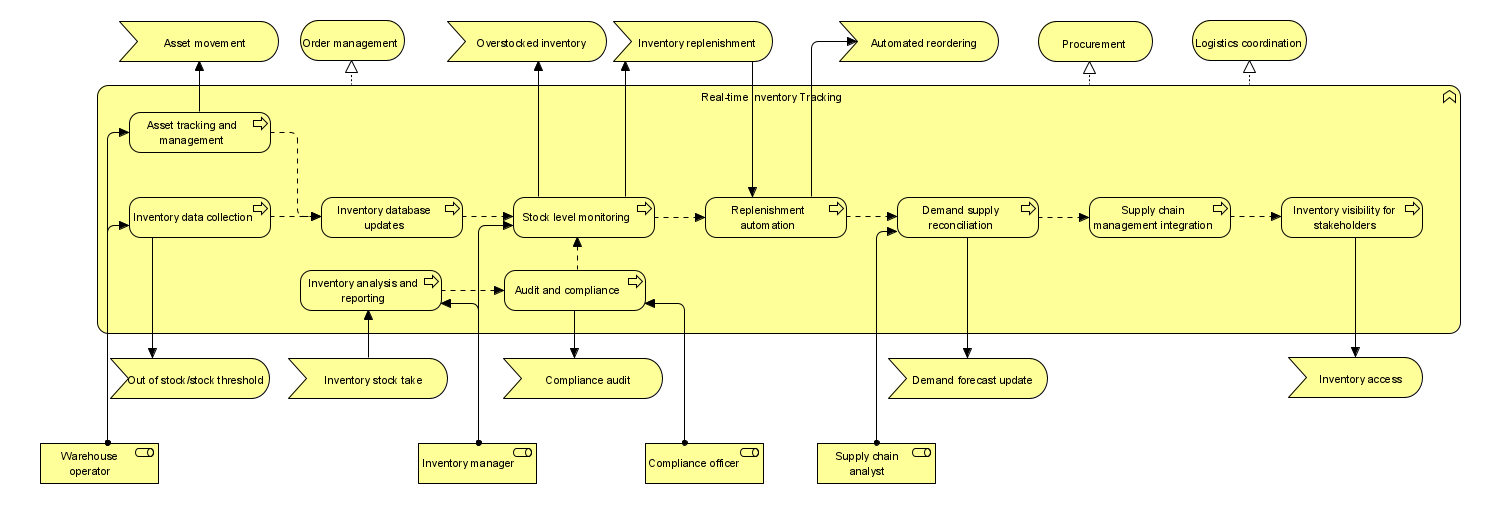 Asset movement
Order management
Overstocked inventory
Inventory replenishment
Automated reordering
Procurement
Logistics coordination
Real-time Inventory Tracking
Asset tracking and
management
Inventory data collection
Inventory database
updates
Stock level monitoring
Replenishment
automation
Demand supply
reconciliation
Supply chain
management integration
Inventory visibility for
stakeholders
Inventory analysis and
reporting
Audit and compliance
Out of stock/stock threshold
Inventory stock take
Compliance audit
Demand forecast update
Inventory access
Warehouse
operator
Inventory manager
Compliance officer
Supply chain
analyst